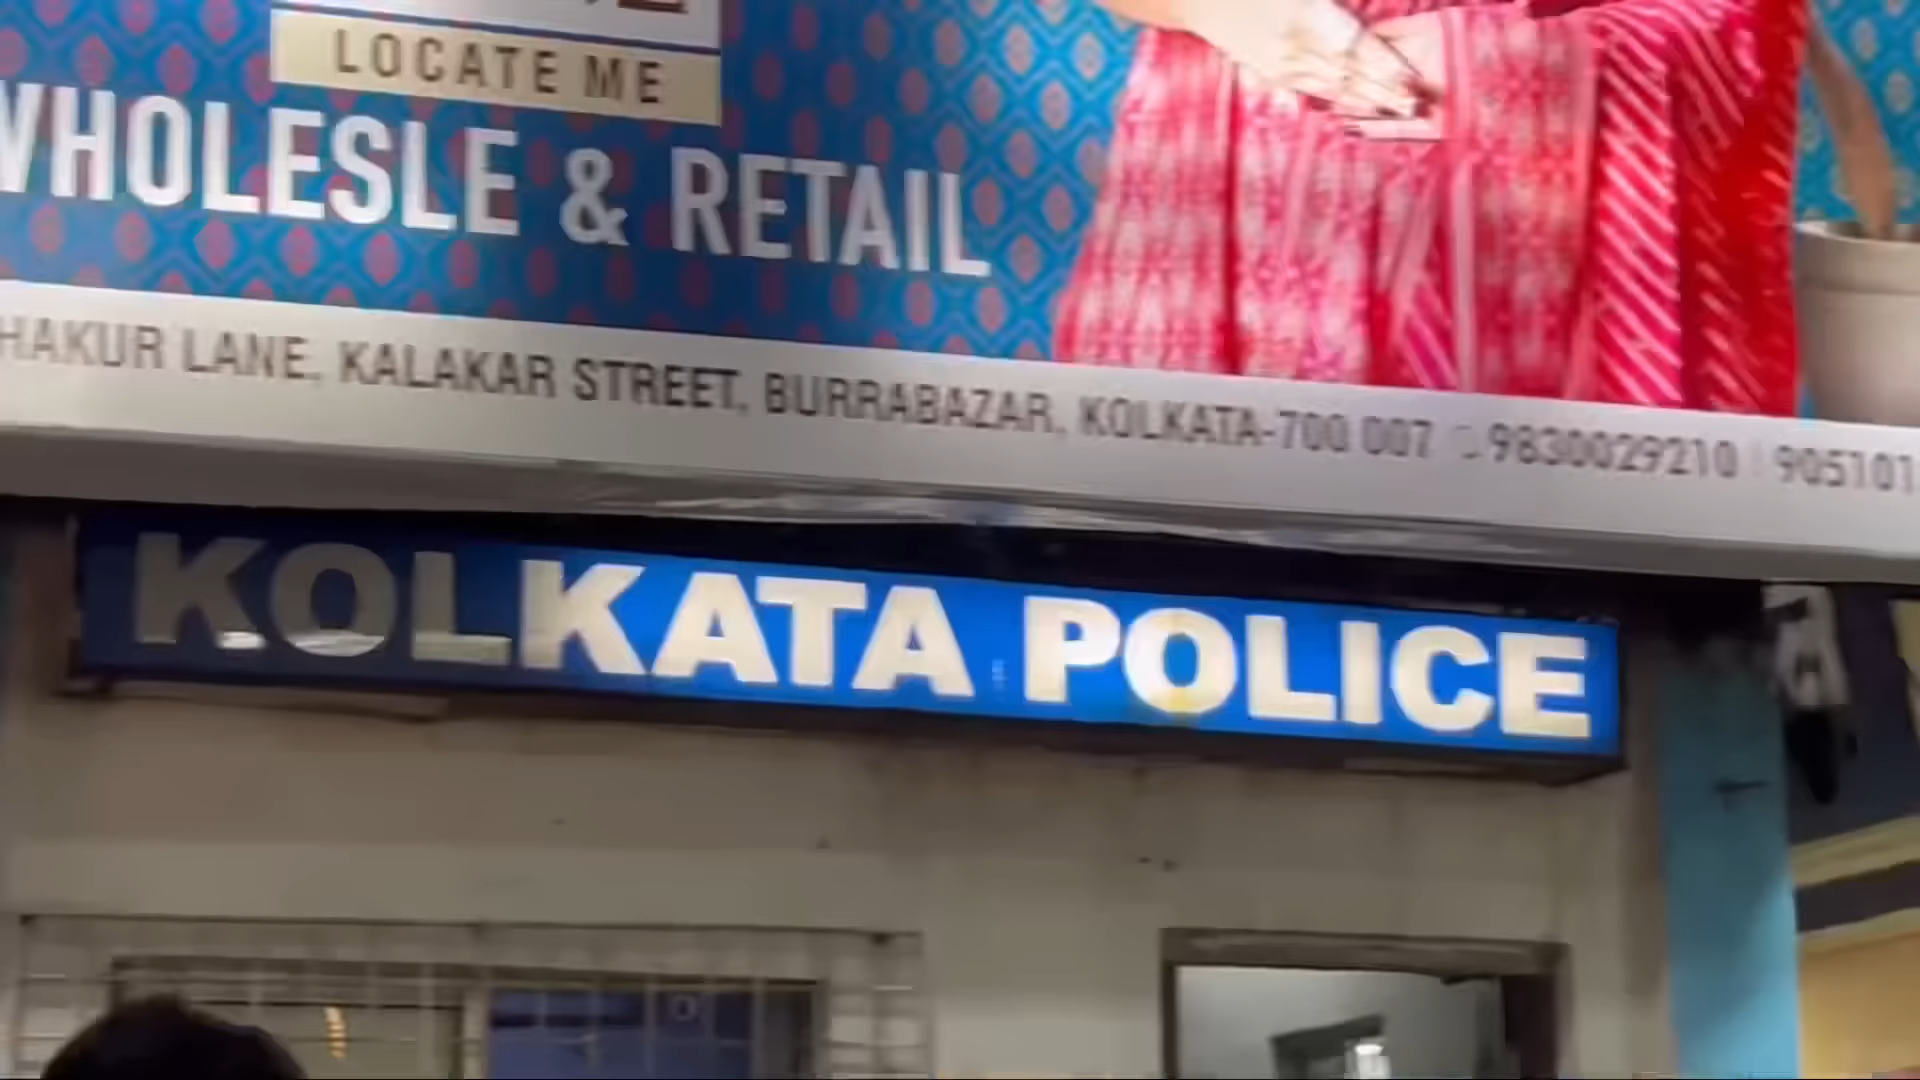 LOCATE ME
WHOLESLE & RETAIL
HAKUR LANE, KALAKAR STREET, BURRABAZAR, KOLKATA-700 007 9830029210 | 905101
KOLKATA POLICE